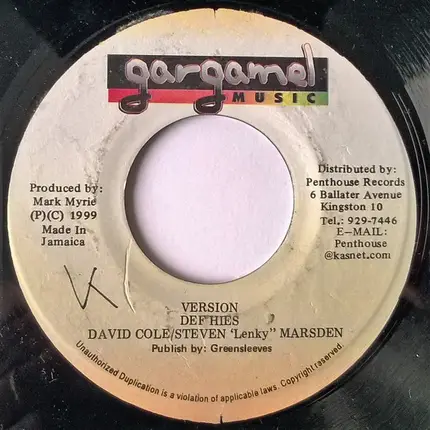 gargamel
MUSIC
Produced by:
Mark Myrie
(P)(C) 1999
Made In
Jamaica
Distributed by:
Penthouse Records
6 Ballater Avenue
Kingston 10
Tel.: 929-7446
E-MAIL:
Penthouse
@kasnet.com
VERSION
DEFHIES
DAVID COLE/STEVEN 'Lenky" MARSDEN
Publish by: Greensleeves
Unauthorized Duplication is a violation of applicable laws. Copyright reserved.